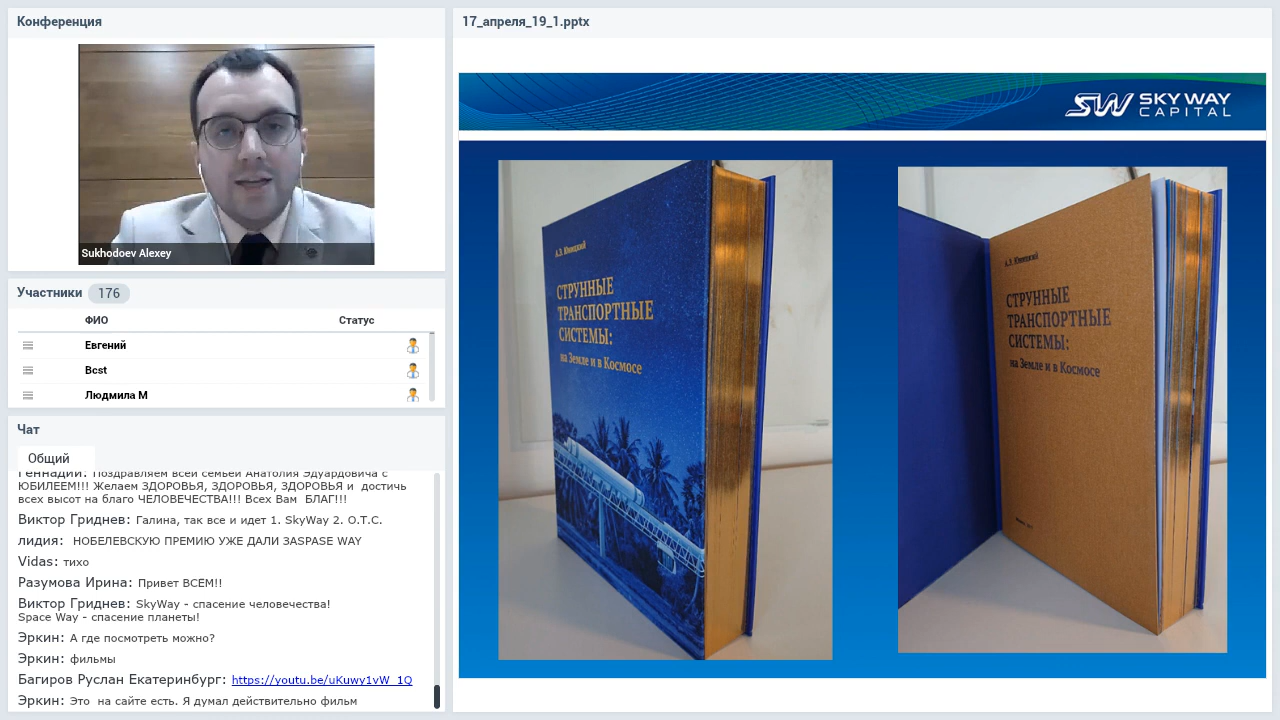 Конференция
Sukhodoev Alexey
Участники 176
ФИО Статус
Евгений
Bcst
Людмила М
Чат
Общий
Геннадий: Поздравляем всей семьёй Анатолия Эдуардовича с
ЮБИЛЕЕМ!!! Желаем ЗДОРОВЬЯ, ЗДОРОВЬЯ, ЗДОРОВЬЯ и достичь
всех высот на благо ЧЕЛОВЕЧЕСТВА!!! Всех Вам БЛАГ!!!
Виктор Гриднев: Галина, так все и идет 1. SkyWay 2. О.Т.С.
лидия: НОБЕЛЕВСКУЮ ПРЕМИЮ УЖЕ ДАЛИ ЗASPASE WAY
Vidas: тихо
Разумова Ирина: Привет ВСЕМ!!
Виктор Гриднев: SkyWay - спасение человечества!
Space Way - спасение планеты!
Эркин: А где посмотреть можно?
Эркин: фильмы
Багиров Руслан Екатеринбург: https://youtu.be/uKuwy1vW_1Q
Эркин: Это на сайте есть. Я думал действительно фильм
17_апреля_19_1.pptx
SW SKY WAY
CAPITAL
А.Э. Юницкий
СТРУННЫЕ
ТРАНСПОРТНЫЕ
СИСТЕМЫ:
на Земле и в Космосе
А.Э. Юницкий
СТРУННЫЕ
ТРАНСПОРТНЫЕ
СИСТЕМЫ:
на Земле и в Космосе